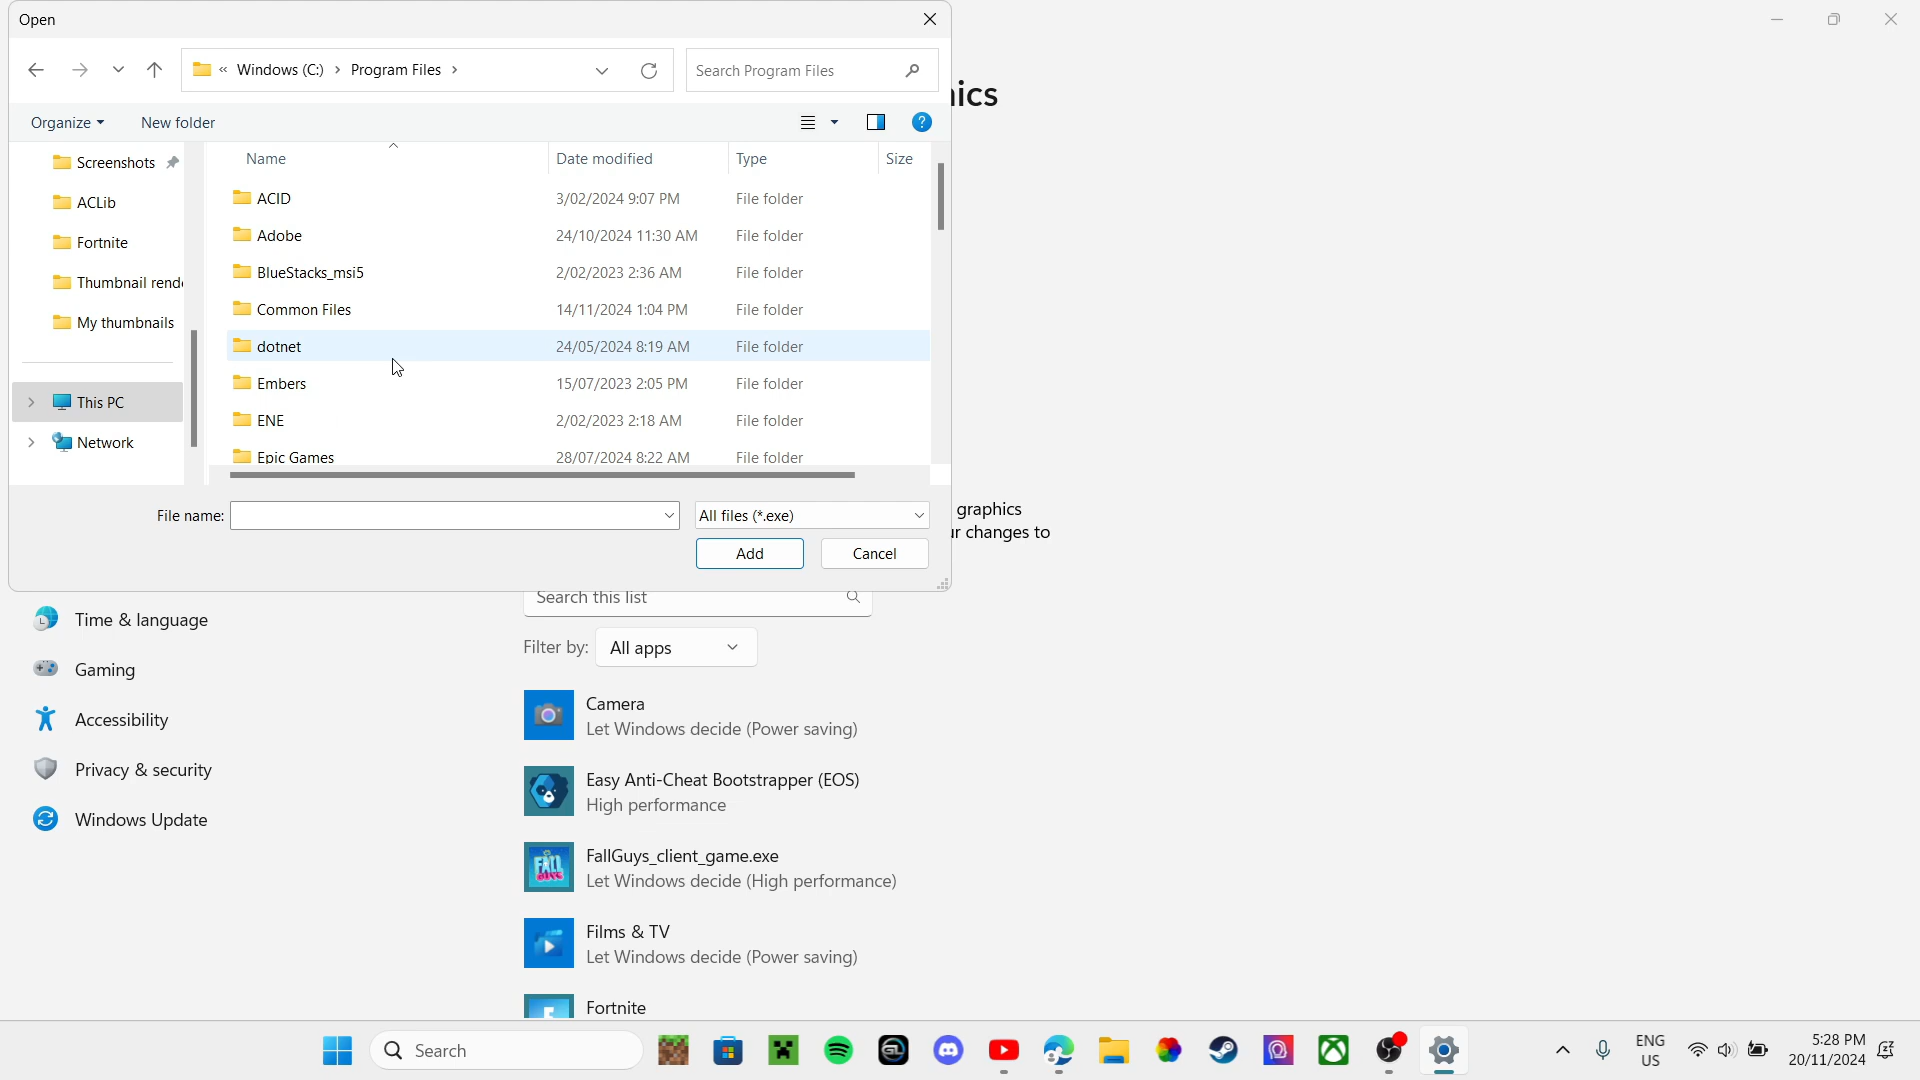 Open
Windows (C:) › Program Files ›
Search Program Files
Organize
New folder
Screenshots
ACLib
Fortnite
My thumbnails
This PC
Network
Name Date modified Type Size
ACID 3/02/2024 9:07 PM File folder
Adobe 24/10/2024 11:30 AM File folder
BlueStacks_msi5 2/02/2023 2:36 AM File folder
Common Files 14/11/2024 1:04 PM File folder
dotnet 24/05/2024 8:19 AM File folder
Embers 15/07/2023 2:05 PM File folder
ENE 2/02/2023 2:18 AM File folder
Epic Games 28/07/2024 8:22 AM File folder
File name:
All files (*.exe)
Add
Cancel
ics
graphics
r changes to
Time & language
Gaming
Accessibility
Privacy & security
Windows Update
Search this list
Filter by: All apps
Camera
Let Windows decide (Power saving)
Easy Anti-Cheat Bootstrapper (EOS)
High performance
FallGuys_client_game.exe
Let Windows decide (High performance)
Films & TV
Let Windows decide (Power saving)
Fortnite
Search
ENG
US
5:28 PM
20/11/2024